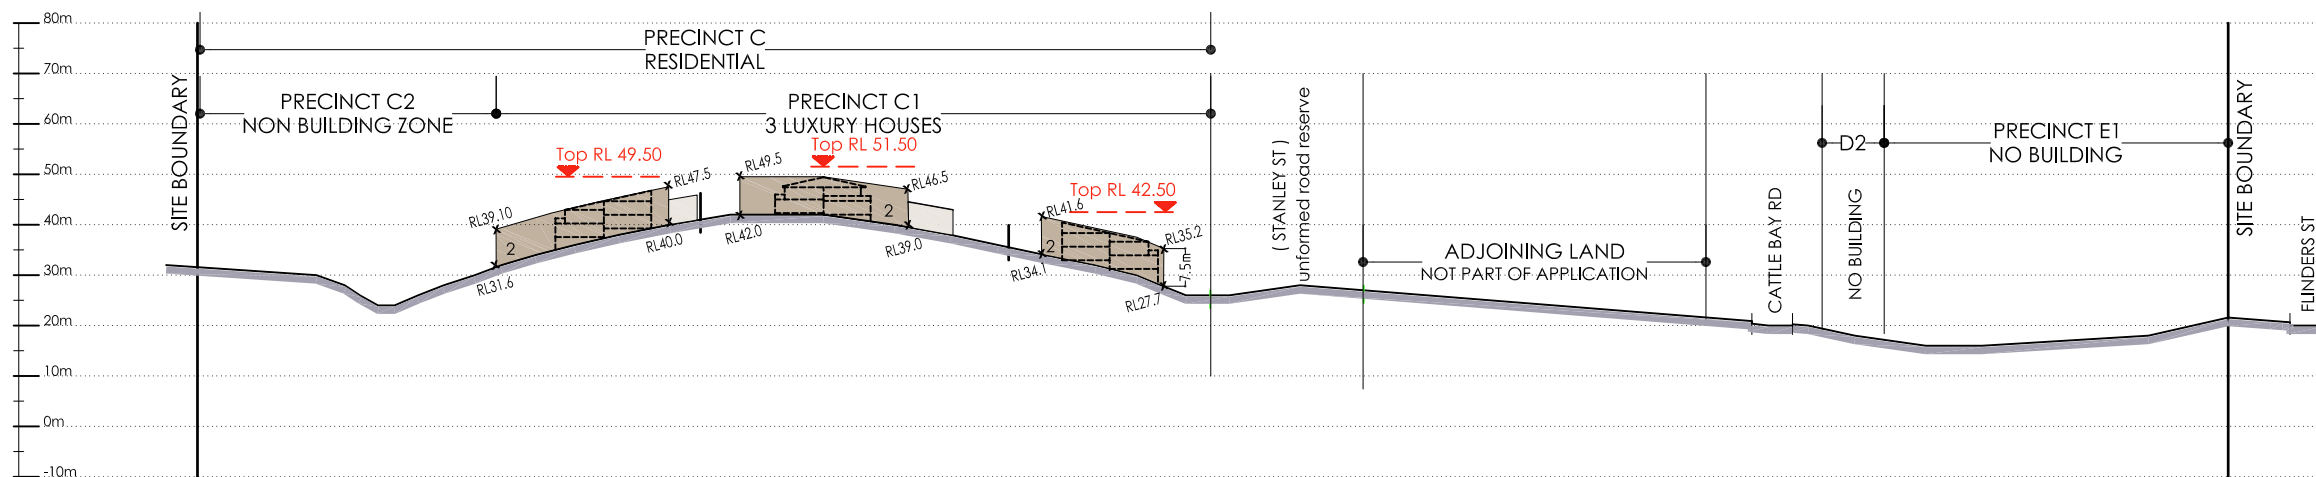 80m
70m
60m
50m
40m
30m
20m
10m
0m
-10m
SITE BOUNDARY
PRECINCT C
RESIDENTIAL
PRECINCT C2
NON BUILDING ZONE
PRECINCT C1
3 LUXURY HOUSES
Top RL 49.50
Top RL 51.50
Top RL 42.50
RL39.10
RL47.5
2
RL31.6
RL40.0
RL49.5
RL46.5
2
RL42.0
RL39.0
RL41.6
RL35.2
2
7.5m
RL34.1
RL27.7
( STANLEY ST )
unformed road reserve
ADJOINING LAND
NOT PART OF APPLICATION
CATTLE BAY RD
D2
NO BUILDING
PRECINCT E1
NO BUILDING
SITE BOUNDARY
FLINDERS ST